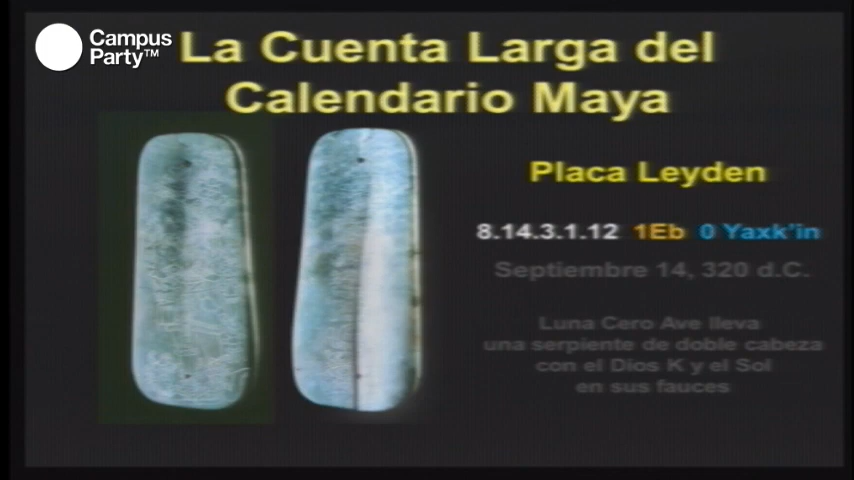 Campus
Party™
La Cuenta Larga del
Calendario Maya
Placa Leyden
8.14.3.1.12 1Eb 0 Yaxk'in
Septiembre 14, 320 d.C.
Luna Cero Ave lleva
una serpiente de doble cabeza
con el Dios K y el Sol
en sus fauces